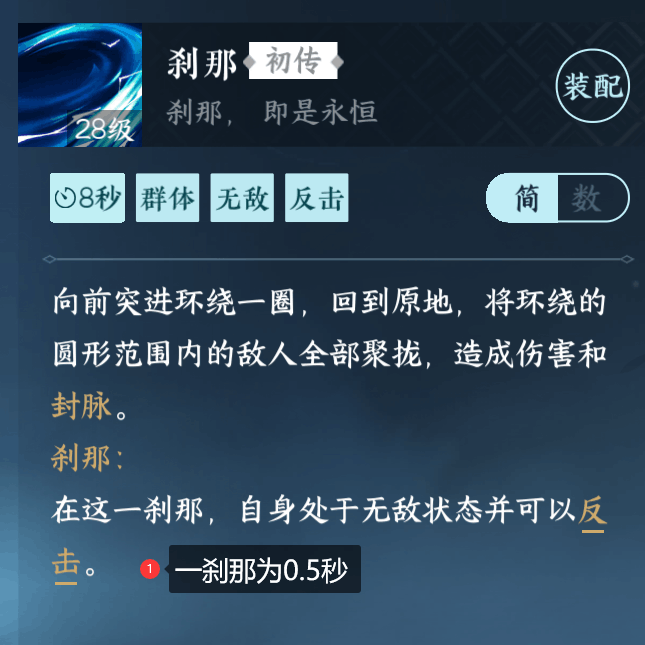 刹那 初传
刹那， 即是永恒
28级
装配
8秒 群体 无敌 反击
简 数
向前突进环绕一圈，回到原地，将环绕的
圆形范围内的敌人全部聚拢，造成伤害和
封脉。
刹那：
在这一刹那，自身处于无敌状态并可以反
击。
1 一刹那为0.5秒